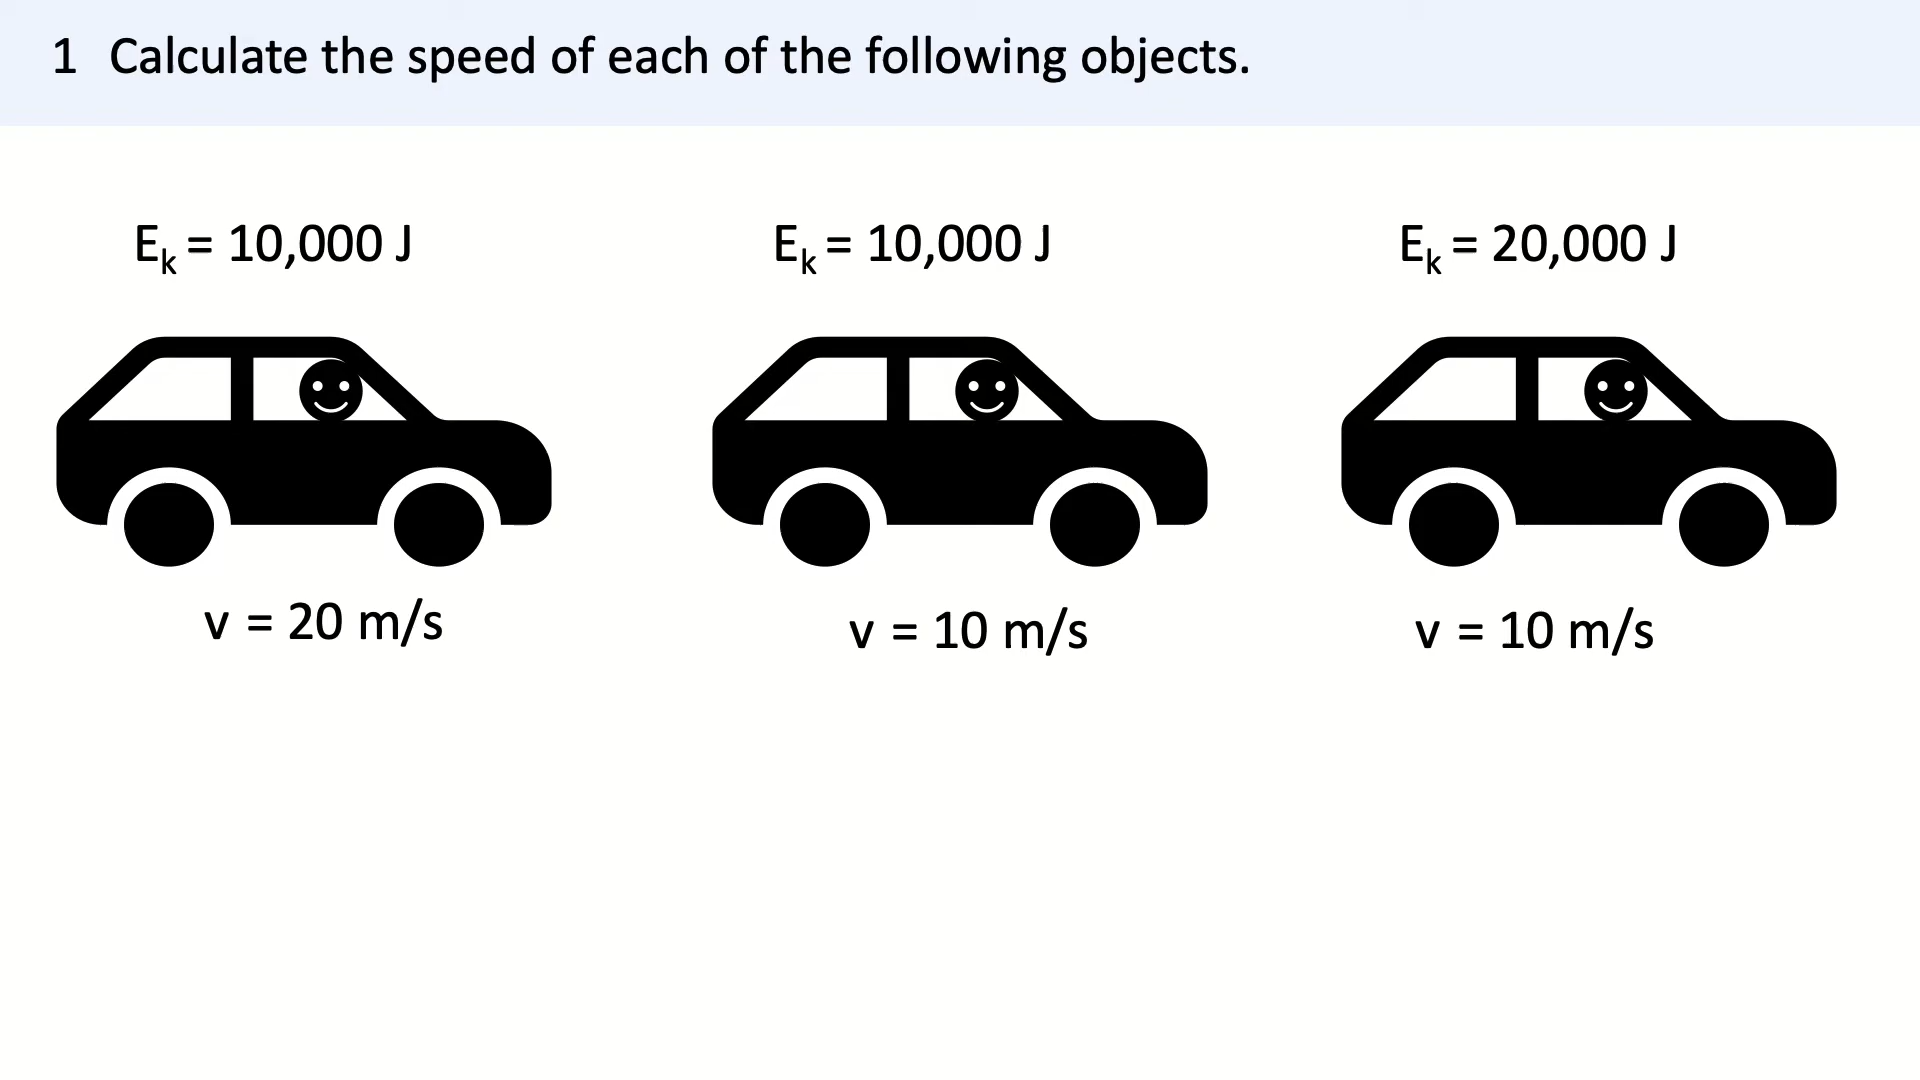 1 Calculate the speed of each of the following objects.
Ek = 10,000 J
Ek = 10,000 J
Ek = 20,000 J
v = 20 m/s
v = 10 m/s
v = 10 m/s